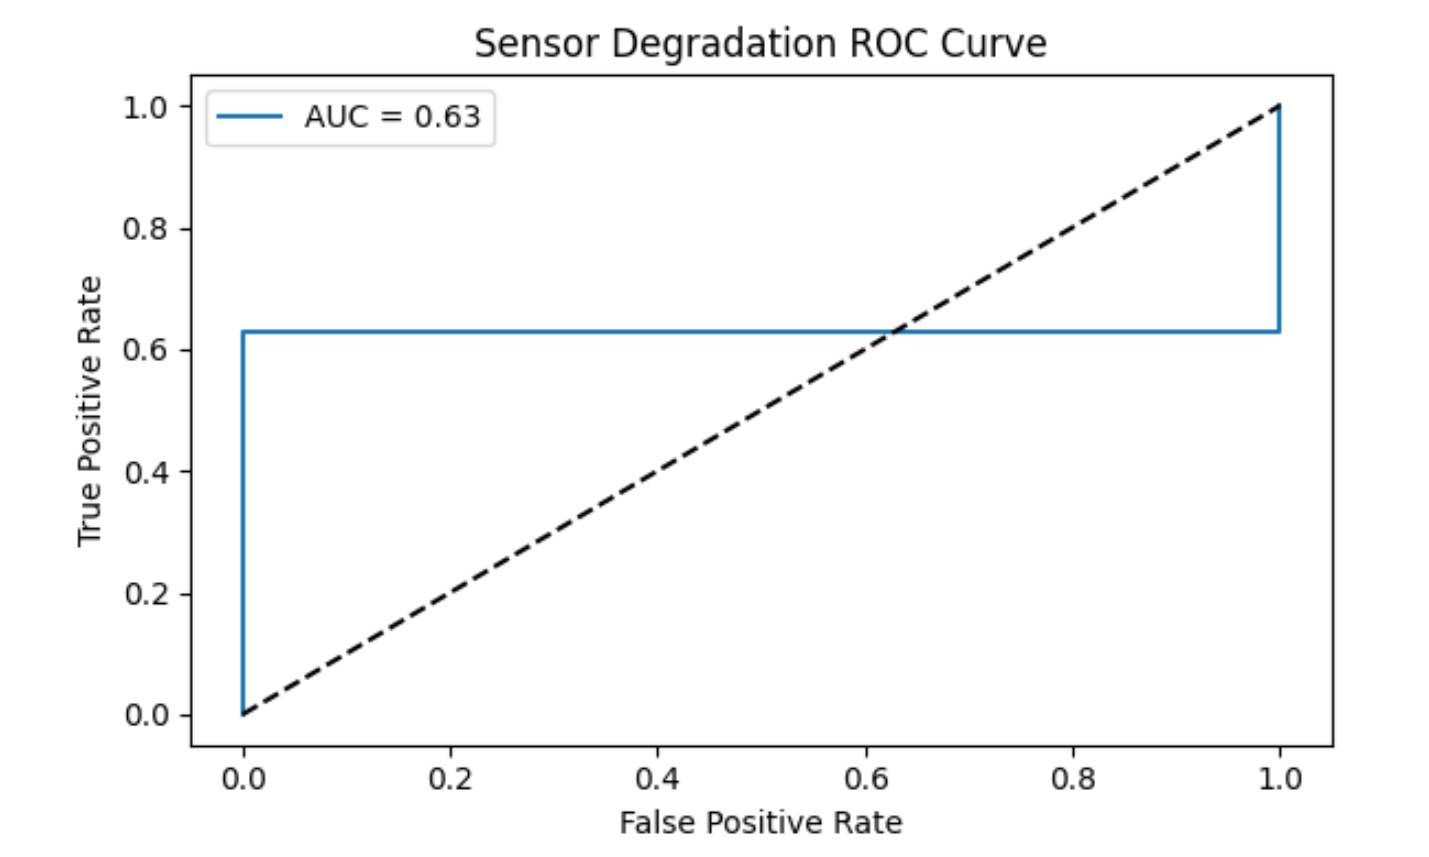 Sensor Degradation ROC Curve
AUC = 0.63
1.0
0.8
0.6
0.4
0.2
0.0
True Positive Rate
0.0 0.2 0.4 0.6 0.8 1.0
False Positive Rate